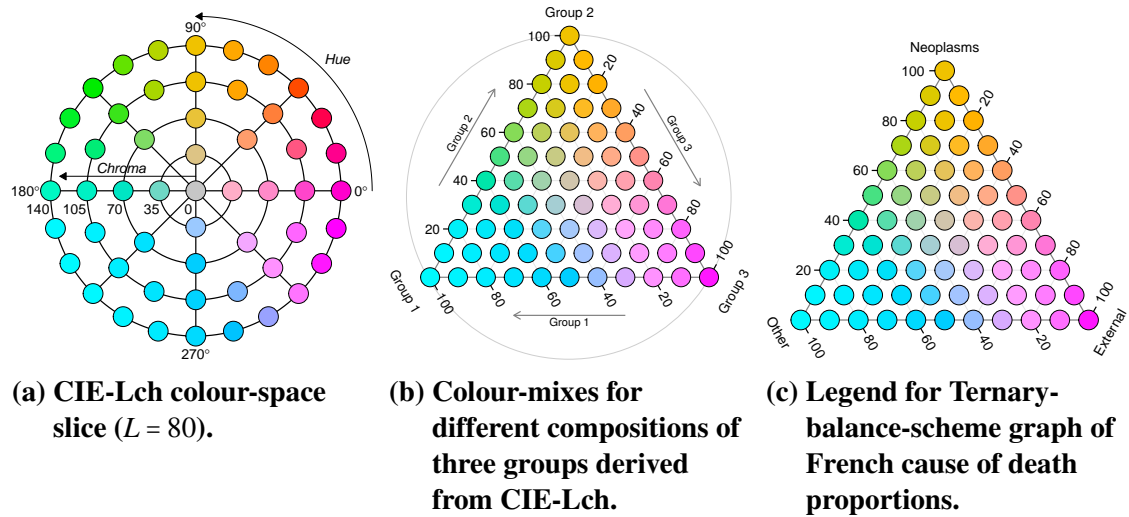 90°
Hue
Chroma
180°
0°
140 105 70 35 0
270°
(a) CIE-Lch colour-space
slice (L = 80).
Group 2
100
80
60
40
20
20
40
60
80
100
Group 2
Group 3
Group 1
Group 1
100
80
60
40
20
Group 3
(b) Colour-mixes for
different compositions of
three groups derived
from CIE-Lch.
Neoplasms
100
80
60
40
20
20
40
60
80
100
Other
100
80
60
40
20
External
(c) Legend for Ternary-
balance-scheme graph of
French cause of death
proportions.